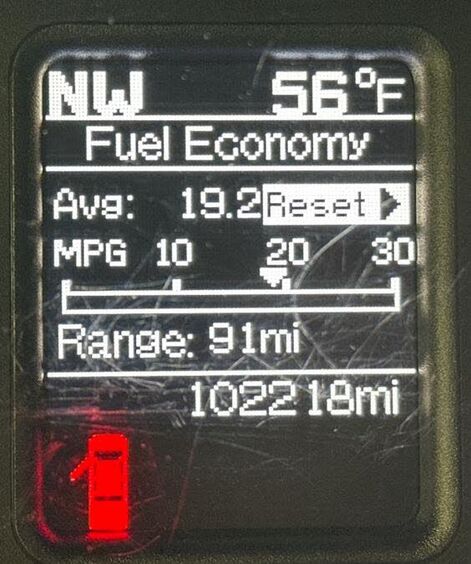 NW 56°F
Fuel Economy
Avg: 19.2 Reset
MPG 10 20 30
Range: 91mi
102218mi